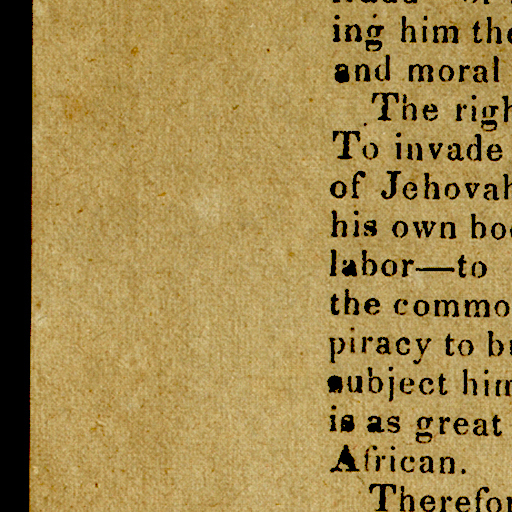 ing him the
and moral
The righ
To invade
of Jehovah
his own bo
labor—to
the commo
piracy to b
subject him
is as great
African.
Therefor